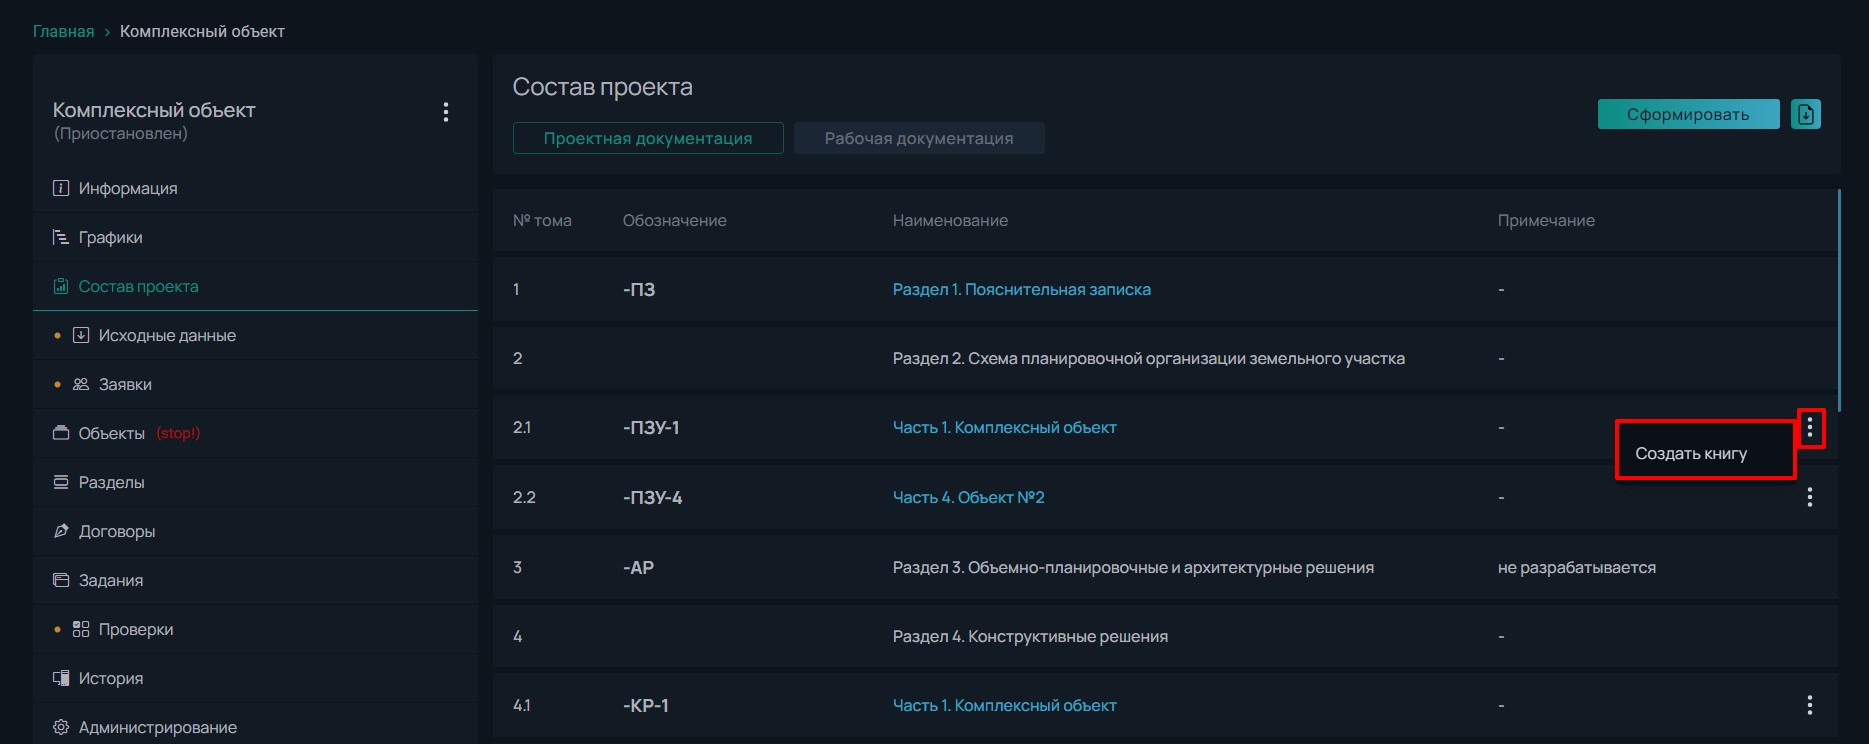 Главная › Комплексный объект
Комплексный объект
(Приостановлен)
Информация
Графики
Состав проекта
Исходные данные
Заявки
Объекты (stop!)
Разделы
Договоры
Задания
Проверки
История
Администрирование
Состав проекта
Проектная документация Рабочая документация
Сформировать
№ тома Обозначение Наименование Примечание
1 -ПЗ Раздел 1. Пояснительная записка -
2 Раздел 2. Схема планировочной организации земельного участка -
2.1 -ПЗУ-1 Часть 1. Комплексный объект -
Создать книгу
2.2 -ПЗУ-4 Часть 4. Объект №2 -
3 -АР Раздел 3. Объемно-планировочные и архитектурные решения не разрабатывается
4 Раздел 4. Конструктивные решения -
4.1 -КР-1 Часть 1. Комплексный объект -